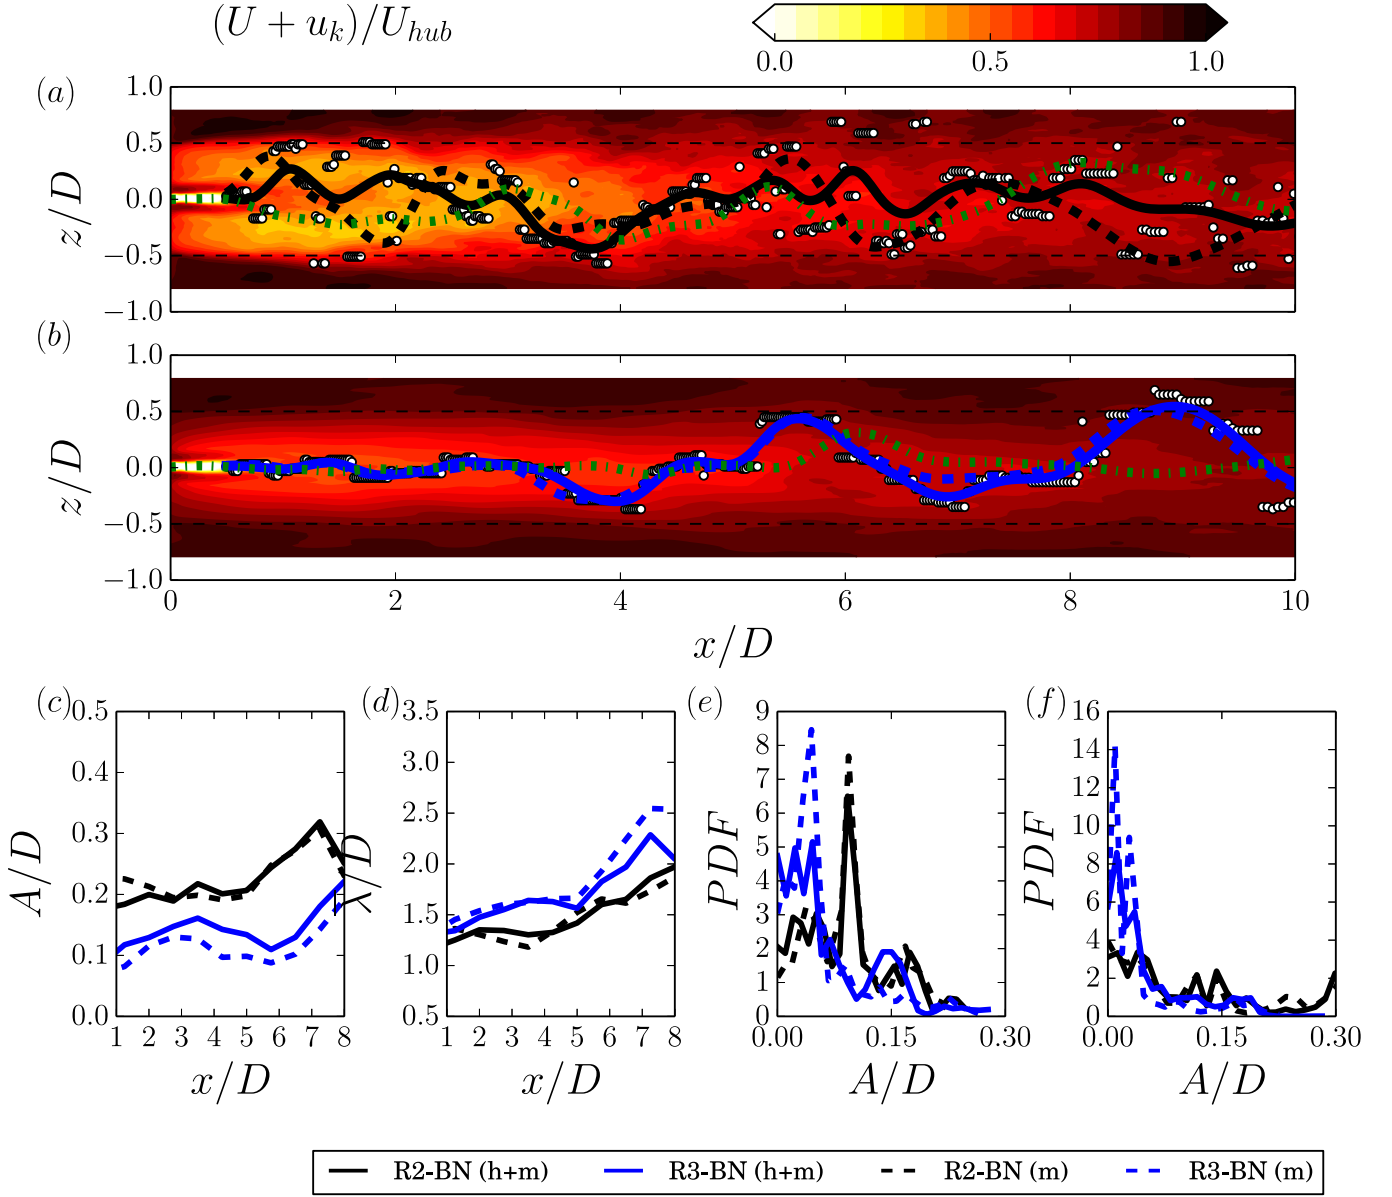 (U + u_k)/U_{hub}
0.0 0.5 1.0
(a)
1.0
0.5
0.0
−0.5
−1.0
z/D
(b)
1.0
0.5
0.0
−0.5
−1.0
z/D
0 2 4 6 8 10
x/D
(c)
0.5
0.4
0.3
0.2
0.1
0.0
A/D
1 2 3 4 5 6 7 8
x/D
(d)
3.5
3.0
2.5
2.0
1.5
1.0
0.5
λ/D
1 2 3 4 5 6 7 8
x/D
(e)
9
8
7
6
5
4
3
2
1
0
PDF
0.00 0.15 0.30
A/D
(f)
16
14
12
10
8
6
4
2
0
PDF
0.00 0.15 0.30
A/D
R2-BN (h+m) R3-BN (h+m) R2-BN (m) R3-BN (m)